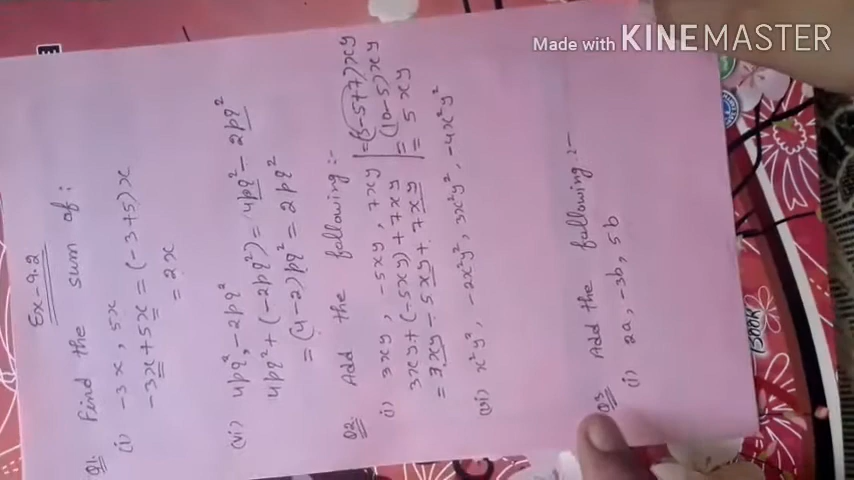 Made with KINEMASTER
Ex-9.2
Q1. Find the sum of:
(i) -3x, 5x
-3x+5x = (-3+5)x
= 2x
(vi) 4pq², -2pq²
4pq² + (-2pq²) = 4pq² - 2pq²
= (4-2)pq² = 2pq²
Q2. Add the following:-
(i) 3xy, -5xy, 7xy
3xy+(-5xy)+7xy
= 3xy-5xy+7xy
= (3-5+7)xy
= (10-5)xy
= 5xy
(vi) x²y², -2x²y², 3x²y², -4x²y²
Q3. Add the following:-
(i) 2a, -3b, 5b
BOOK